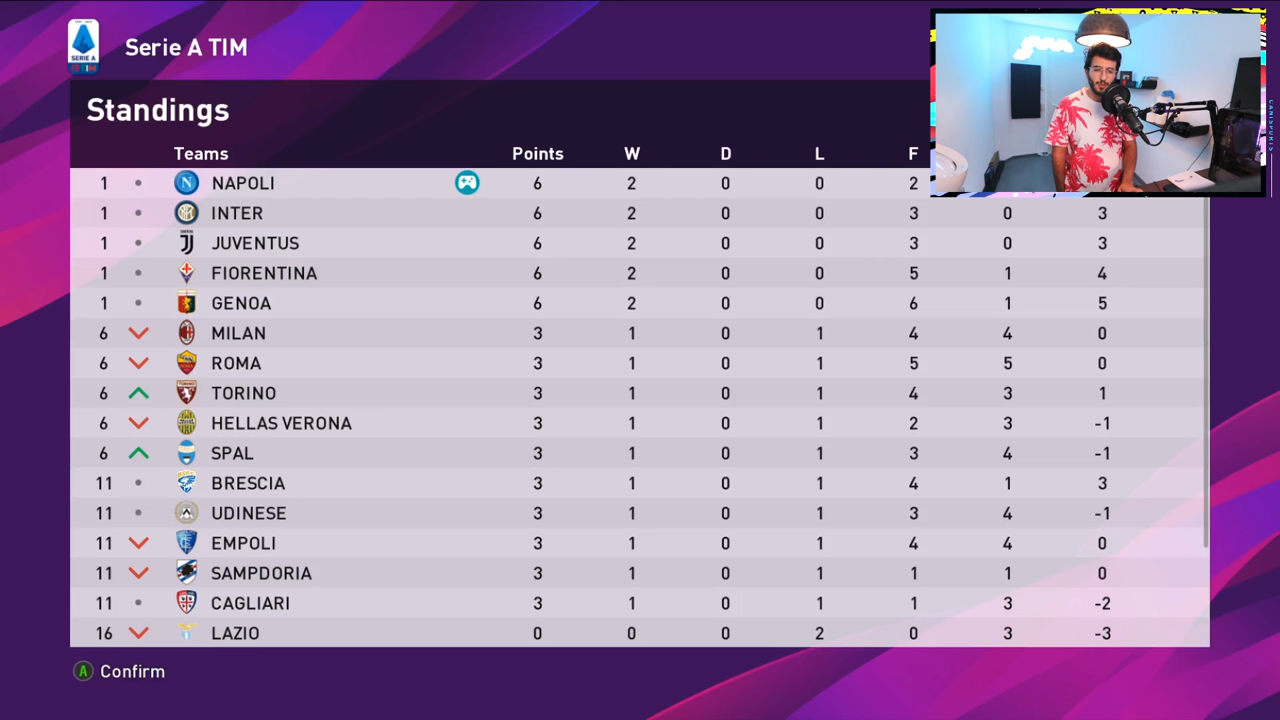 Serie A TIM
Standings
Teams Points W D L F
1 NAPOLI 6 2 0 0 2
1 INTER 6 2 0 0 3 0 3
1 JUVENTUS 6 2 0 0 3 0 3
1 FIORENTINA 6 2 0 0 5 1 4
1 GENOA 6 2 0 0 6 1 5
6 MILAN 3 1 0 1 4 4 0
6 ROMA 3 1 0 1 5 5 0
6 TORINO 3 1 0 1 4 3 1
6 HELLAS VERONA 3 1 0 1 2 3 -1
6 SPAL 3 1 0 1 3 4 -1
11 BRESCIA 3 1 0 1 4 1 3
11 UDINESE 3 1 0 1 3 4 -1
11 EMPOLI 3 1 0 1 4 4 0
11 SAMPDORIA 3 1 0 1 1 1 0
11 CAGLIARI 3 1 0 1 1 3 -2
16 LAZIO 0 0 0 2 0 3 -3
A Confirm